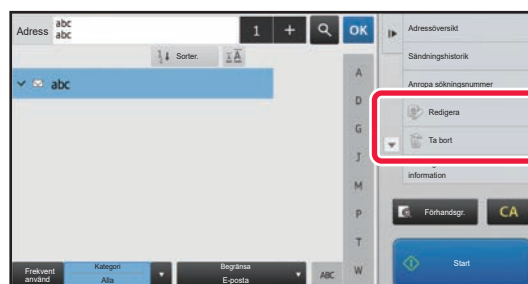 Adress
abc
abc
1
+
OK
Adressöversikt
Sorter.
Sändningshistorik
Anropa sökningsnummer
abc
A
D
G
J
M
P
T
W
Redigera
Ta bort
information
Förhandsgr.
CA
Start
Frekvent
använd
Kategori
Alla
Begränsa
E-posta
ABC